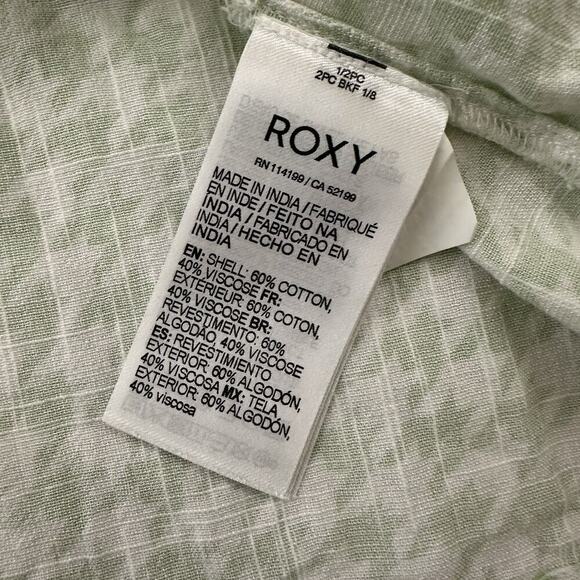 1/2PC
2PC BKF 1/8
ROXY
RN 114199 / CA 52199
MADE IN INDIA / FABRIQUÉ
EN INDE / FEITO NA
INDIA / FABRICADO EN
INDIA / HECHO EN
INDIA
EN: SHELL: 60% COTTON,
40% VISCOSE FR:
EXTÉRIEUR: 60% COTON,
40% VISCOSE BR:
REVESTIMENTO: 60%
ALGODÃO, 40% VISCOSE
ES: REVESTIMIENTO
EXTERIOR: 60% ALGODÓN,
40% VISCOSA MX: TELA
EXTERIOR: 60% ALGODÓN,
40% viscosa